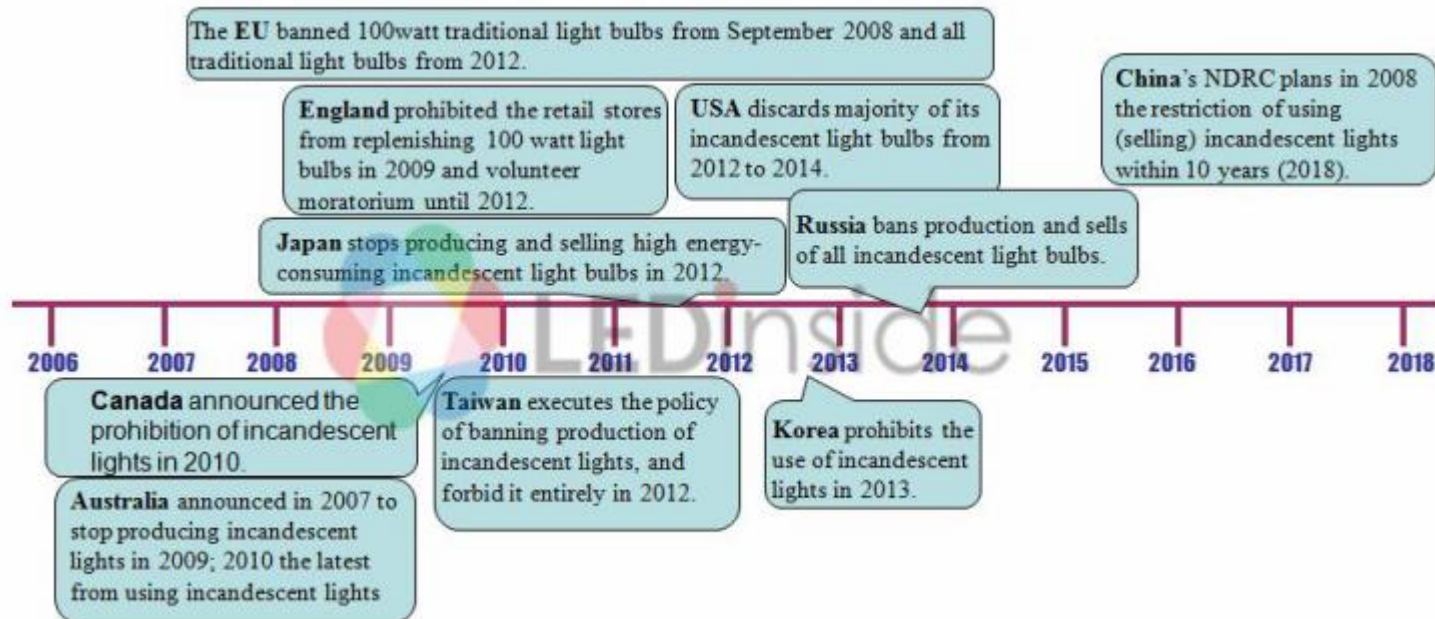 The EU banned 100watt traditional light bulbs from September 2008 and all
traditional light bulbs from 2012.
England prohibited the retail stores
from replenishing 100 watt light
bulbs in 2009 and volunteer
moratorium until 2012.
USA discards majority of its
incandescent light bulbs from
2012 to 2014.
China's NDRC plans in 2008
the restriction of using
(selling) incandescent lights
within 10 years (2018).
Japan stops producing and selling high energy-
consuming incandescent light bulbs in 2012.
Russia bans production and sells
of all incandescent light bulbs.
LEDinside
2006 2007 2008 2009 2010 2011 2012 2013 2014 2015 2016 2017 2018
Canada announced the
prohibition of incandescent
lights in 2010.
Australia announced in 2007 to
stop producing incandescent
lights in 2009; 2010 the latest
from using incandescent lights
Taiwan executes the policy
of banning production of
incandescent lights, and
forbid it entirely in 2012.
Korea prohibits the
use of incandescent
lights in 2013.